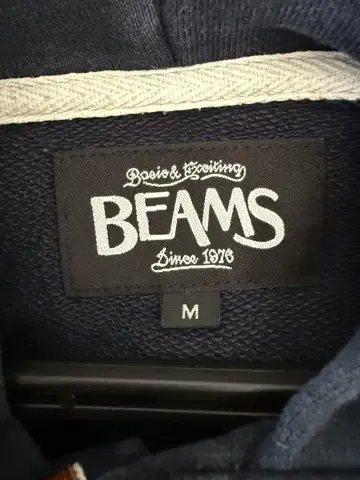 Basic & Exciting
BEAMS
Since 1976
M